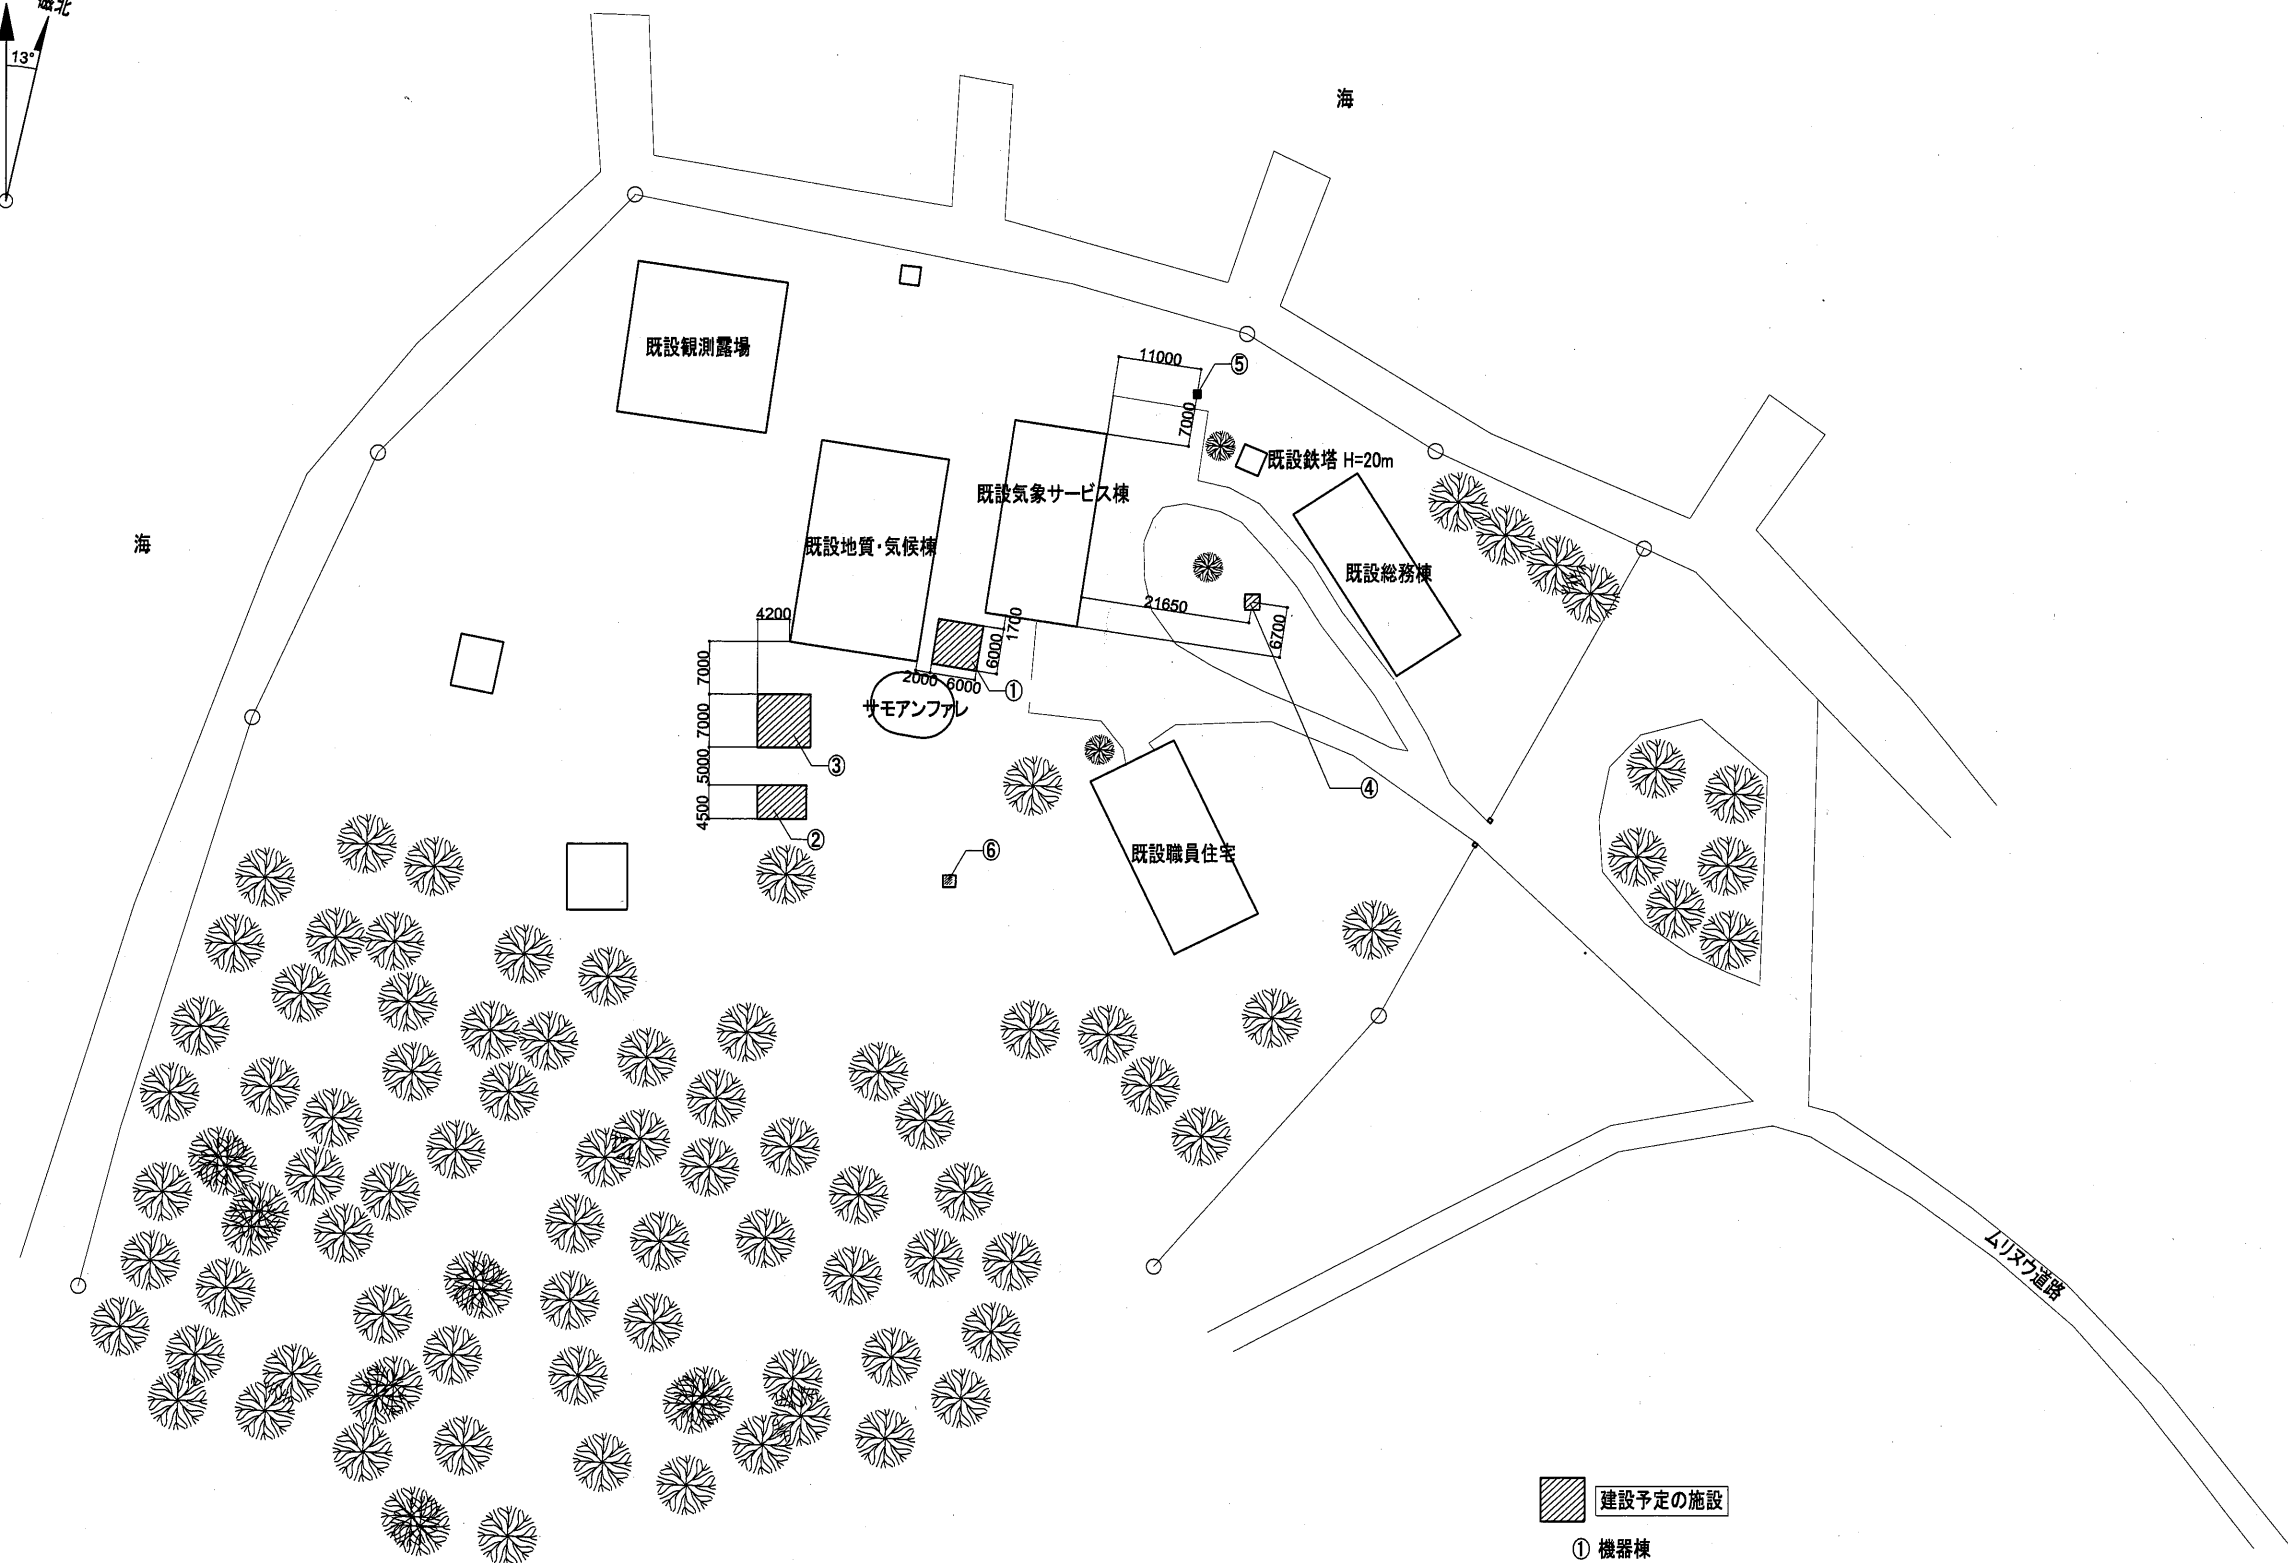 磁北
13°
海
11000
⑤
7000
既設観測露場
既設鉄塔 H=20m
既設気象サービス棟
海
既設地質・気候棟
既設総務棟
21650
6700
4200
1700
6000
7000
2000
6000
①
サモアンファレ
7000
③
5000
④
4500
②
⑥
既設職員住宅
ムリヌウ道路
建設予定の施設
① 機器棟